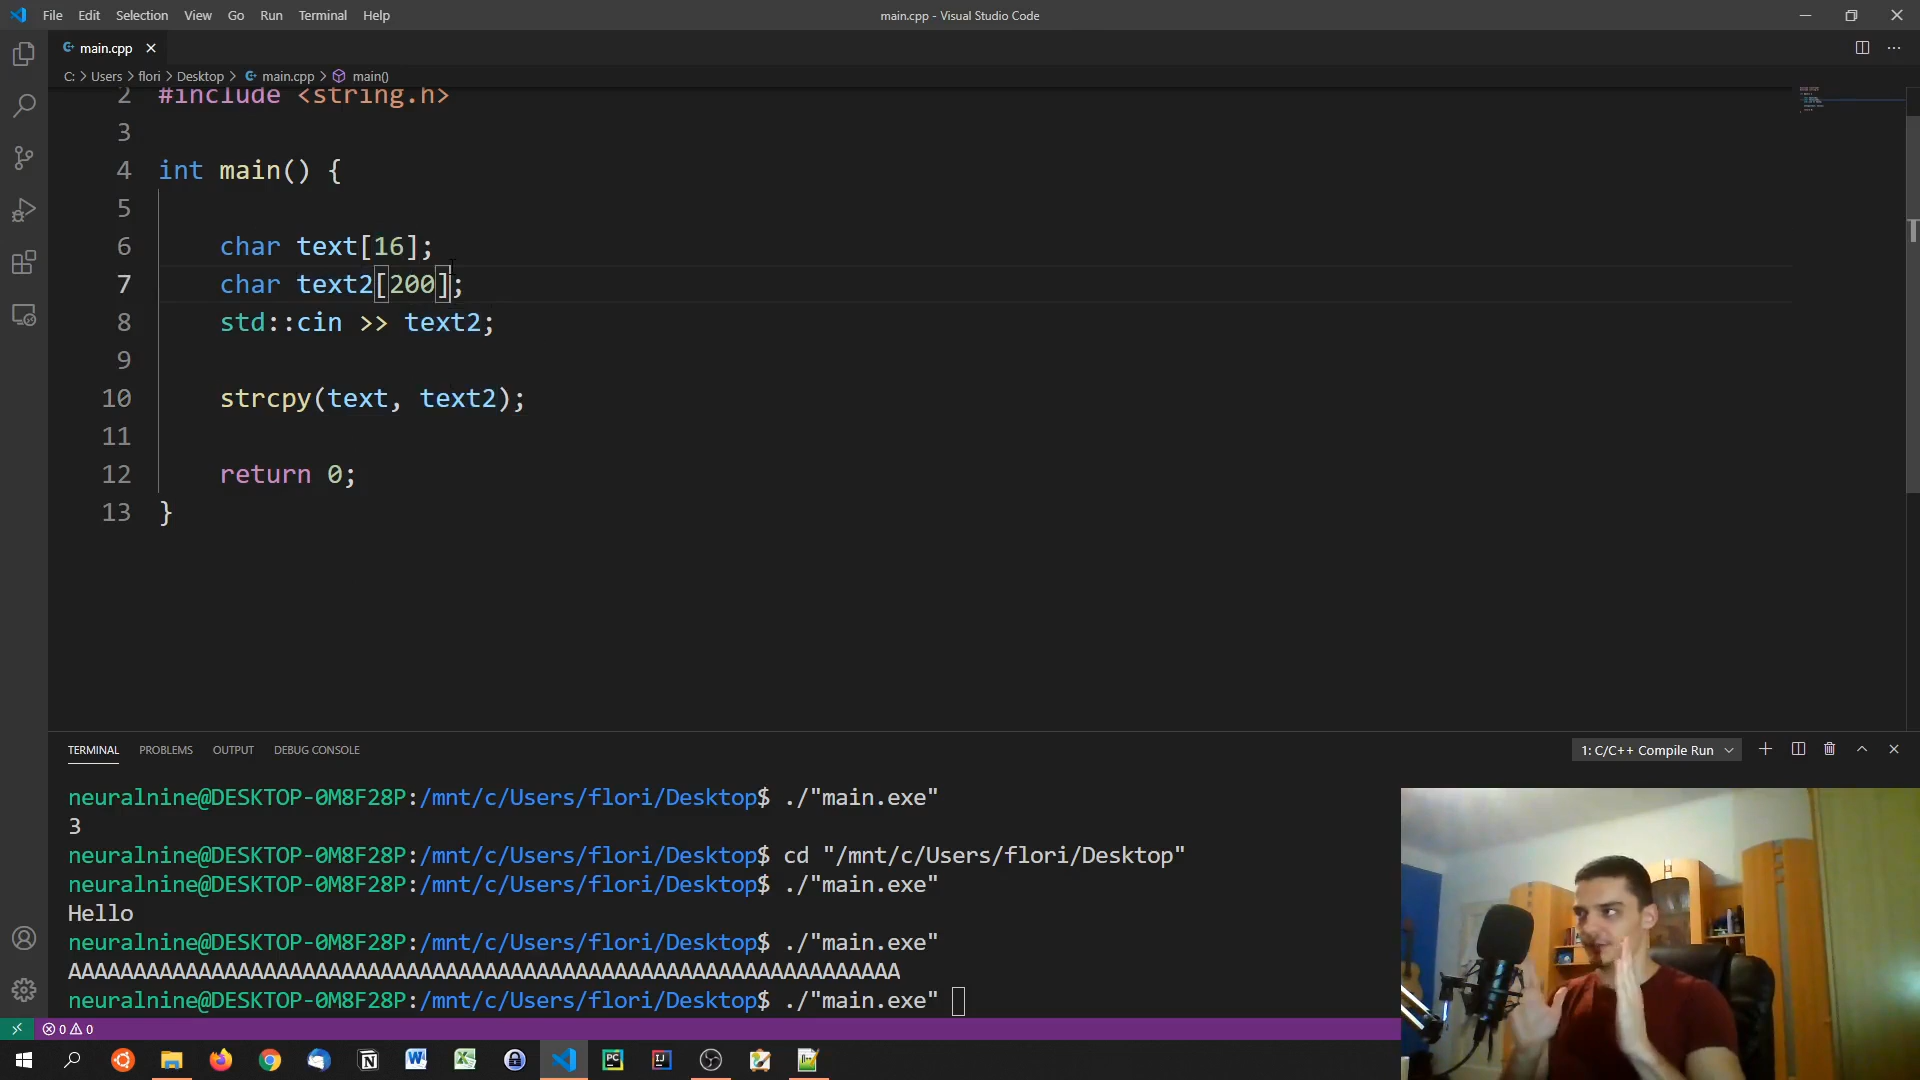 File Edit Selection View Go Run Terminal Help
main.cpp - Visual Studio Code
main.cpp
C: > Users > flori > Desktop > main.cpp > main()
2 #include <string.h>
3
4 int main() {
5
6 char text[16];
7 char text2[200];
8 std::cin >> text2;
9
10 strcpy(text, text2);
11
12 return 0;
13 }
TERMINAL PROBLEMS OUTPUT DEBUG CONSOLE
1: C/C++ Compile Run
neuralnine@DESKTOP-0M8F28P:/mnt/c/Users/flori/Desktop$ ./"main.exe"
3
neuralnine@DESKTOP-0M8F28P:/mnt/c/Users/flori/Desktop$ cd "/mnt/c/Users/flori/Desktop"
neuralnine@DESKTOP-0M8F28P:/mnt/c/Users/flori/Desktop$ ./"main.exe"
Hello
neuralnine@DESKTOP-0M8F28P:/mnt/c/Users/flori/Desktop$ ./"main.exe"
AAAAAAAAAAAAAAAAAAAAAAAAAAAAAAAAAAAAAAAAAAAAAAAAAAAAAAAAAAAAAAAA
neuralnine@DESKTOP-0M8F28P:/mnt/c/Users/flori/Desktop$ ./"main.exe"
0 0